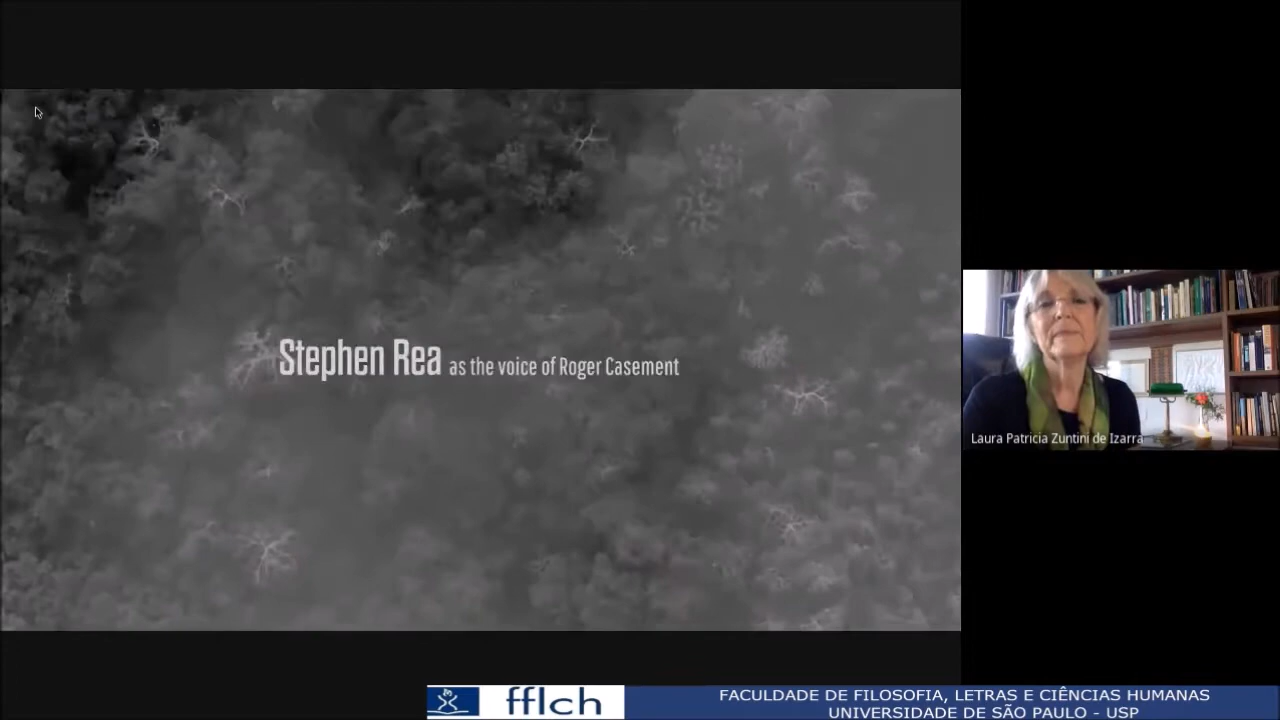 Stephen Rea as the voice of Roger Casement
Laura Patricia Zuntini de Izarra
fflch
FACULDADE DE FILOSOFIA, LETRAS E CIÊNCIAS HUMANAS
UNIVERSIDADE DE SÃO PAULO - USP